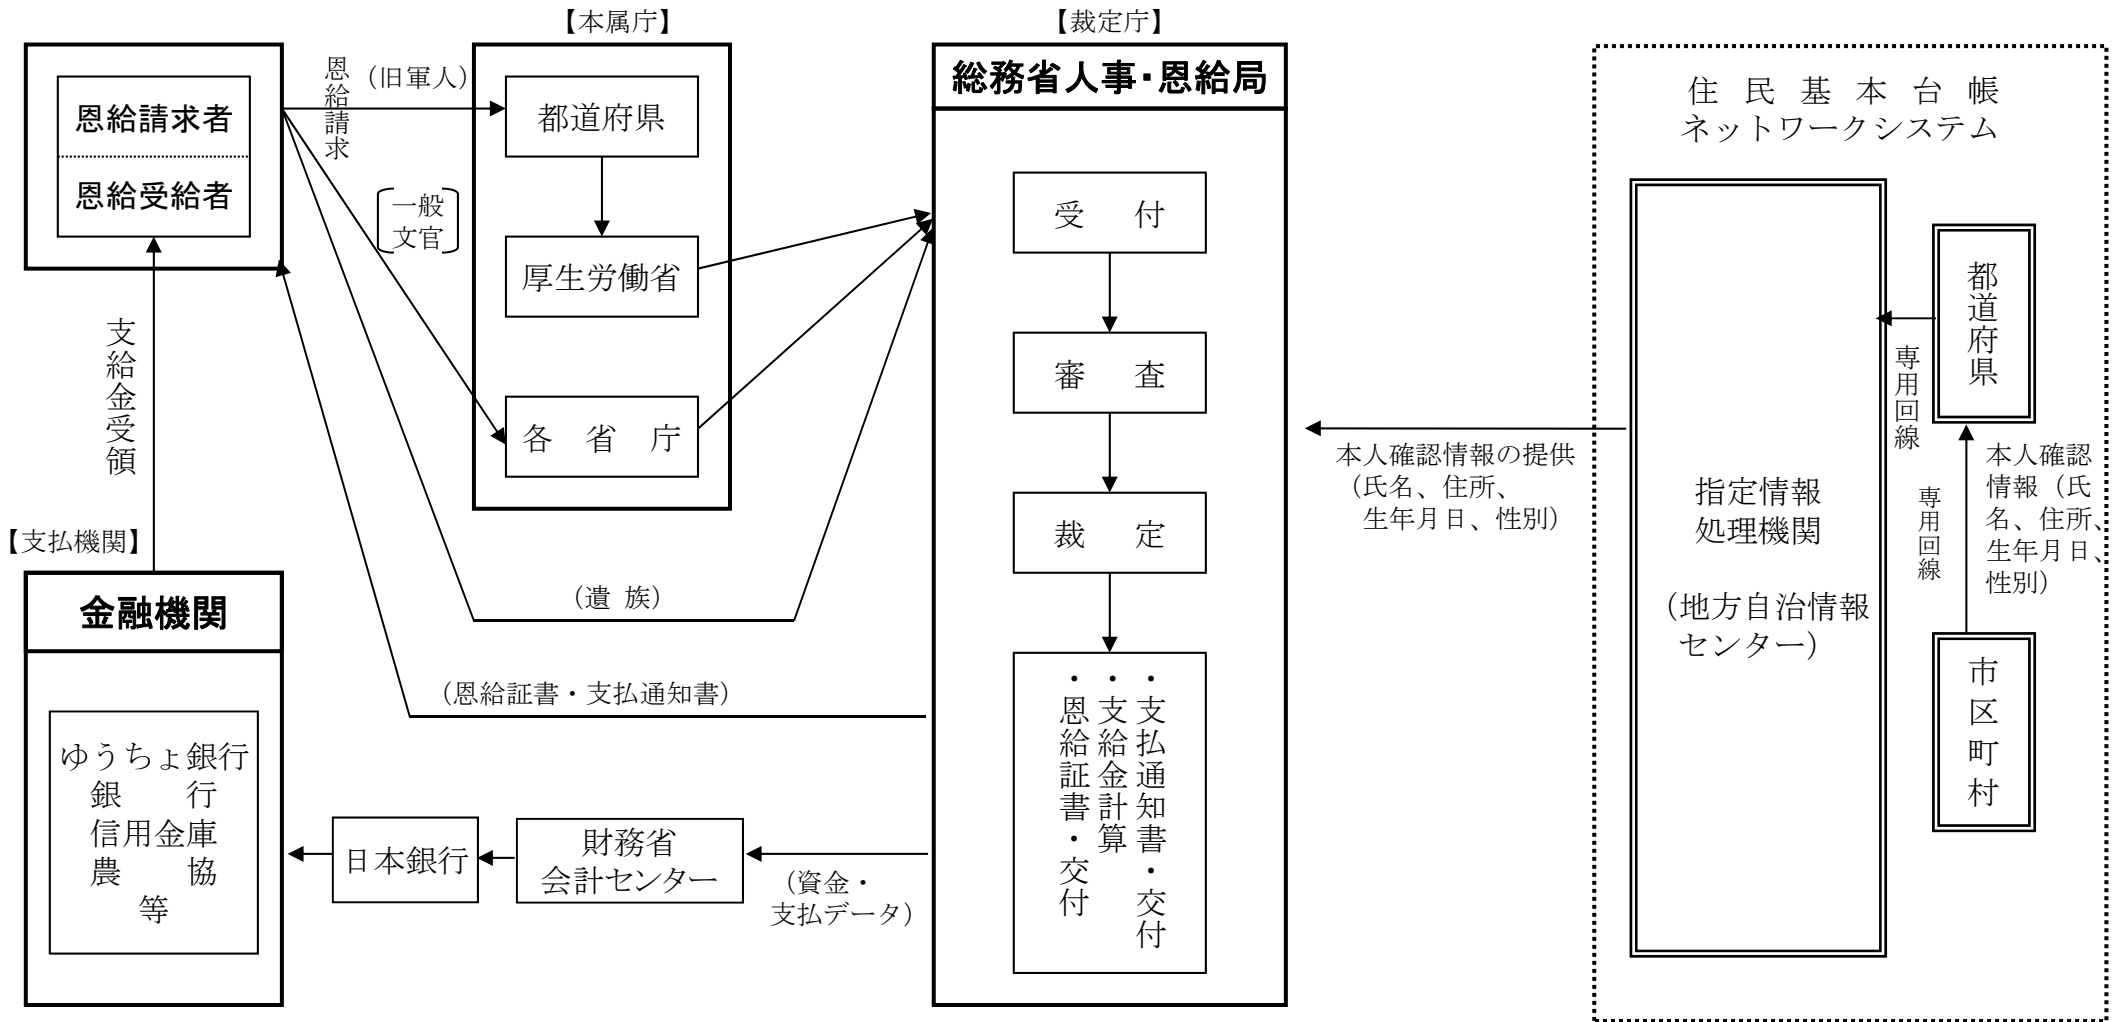 【本属庁】
【裁定庁】
恩給請求者
恩給受給者
恩給請求
（旧軍人）
都道府県
一般
文官
厚生労働省
各省庁
支給金受領
（遺族）
（恩給証書・支払通知書）
【支払機関】
金融機関
ゆうちょ銀行
銀行
信用金庫
農協
等
日本銀行
財務省
会計センター
（資金・
支払データ）
総務省人事・恩給局
受付
審査
裁定
・支払通知書・交付
・支給金計算
・恩給証書・交付
本人確認情報の提供
（氏名、住所、
生年月日、性別）
住民基本台帳
ネットワークシステム
指定情報
処理機関
（地方自治情報
センター）
都道府県
専用回線
専用回線
本人確認
情報（氏
名、住所、
生年月日、
性別）
市区町村